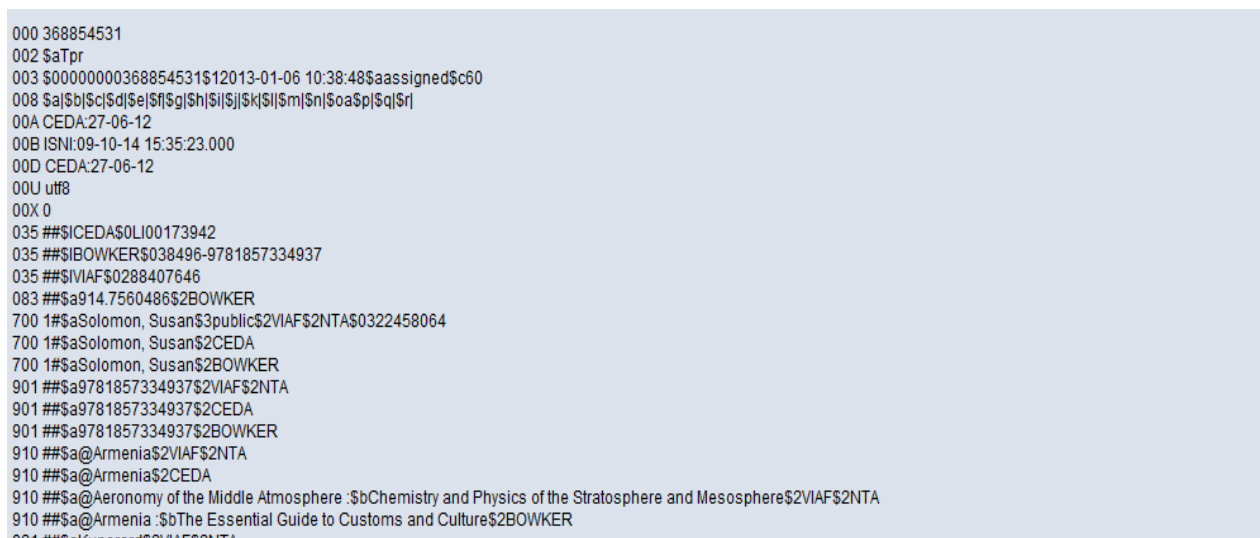 000 368854531
002 $aTpr
003 $00000000368854531$12013-01-06 10:38:48$aassigned$c60
008 $a|$b|$c|$d|$e|$f|$g|$h|$i|$j|$k|$l|$m|$n|$oa$p|$q|$r|
00A CEDA:27-06-12
00B ISNI:09-10-14 15:35:23.000
00D CEDA:27-06-12
00U utf8
00X 0
035 ##$ICEDA$0LI00173942
035 ##$IBOWKER$038496-9781857334937
035 ##$IVIAF$0288407646
083 ##$a914.7560486$2BOWKER
700 1#$aSolomon, Susan$3public$2VIAF$2NTA$0322458064
700 1#$aSolomon, Susan$2CEDA
700 1#$aSolomon, Susan$2BOWKER
901 ##$a9781857334937$2VIAF$2NTA
901 ##$a9781857334937$2CEDA
901 ##$a9781857334937$2BOWKER
910 ##$a@Armenia$2VIAF$2NTA
910 ##$a@Armenia$2CEDA
910 ##$a@Aeronomy of the Middle Atmosphere :$bChemistry and Physics of the Stratosphere and Mesosphere$2VIAF$2NTA
910 ##$a@Armenia :$bThe Essential Guide to Customs and Culture$2BOWKER